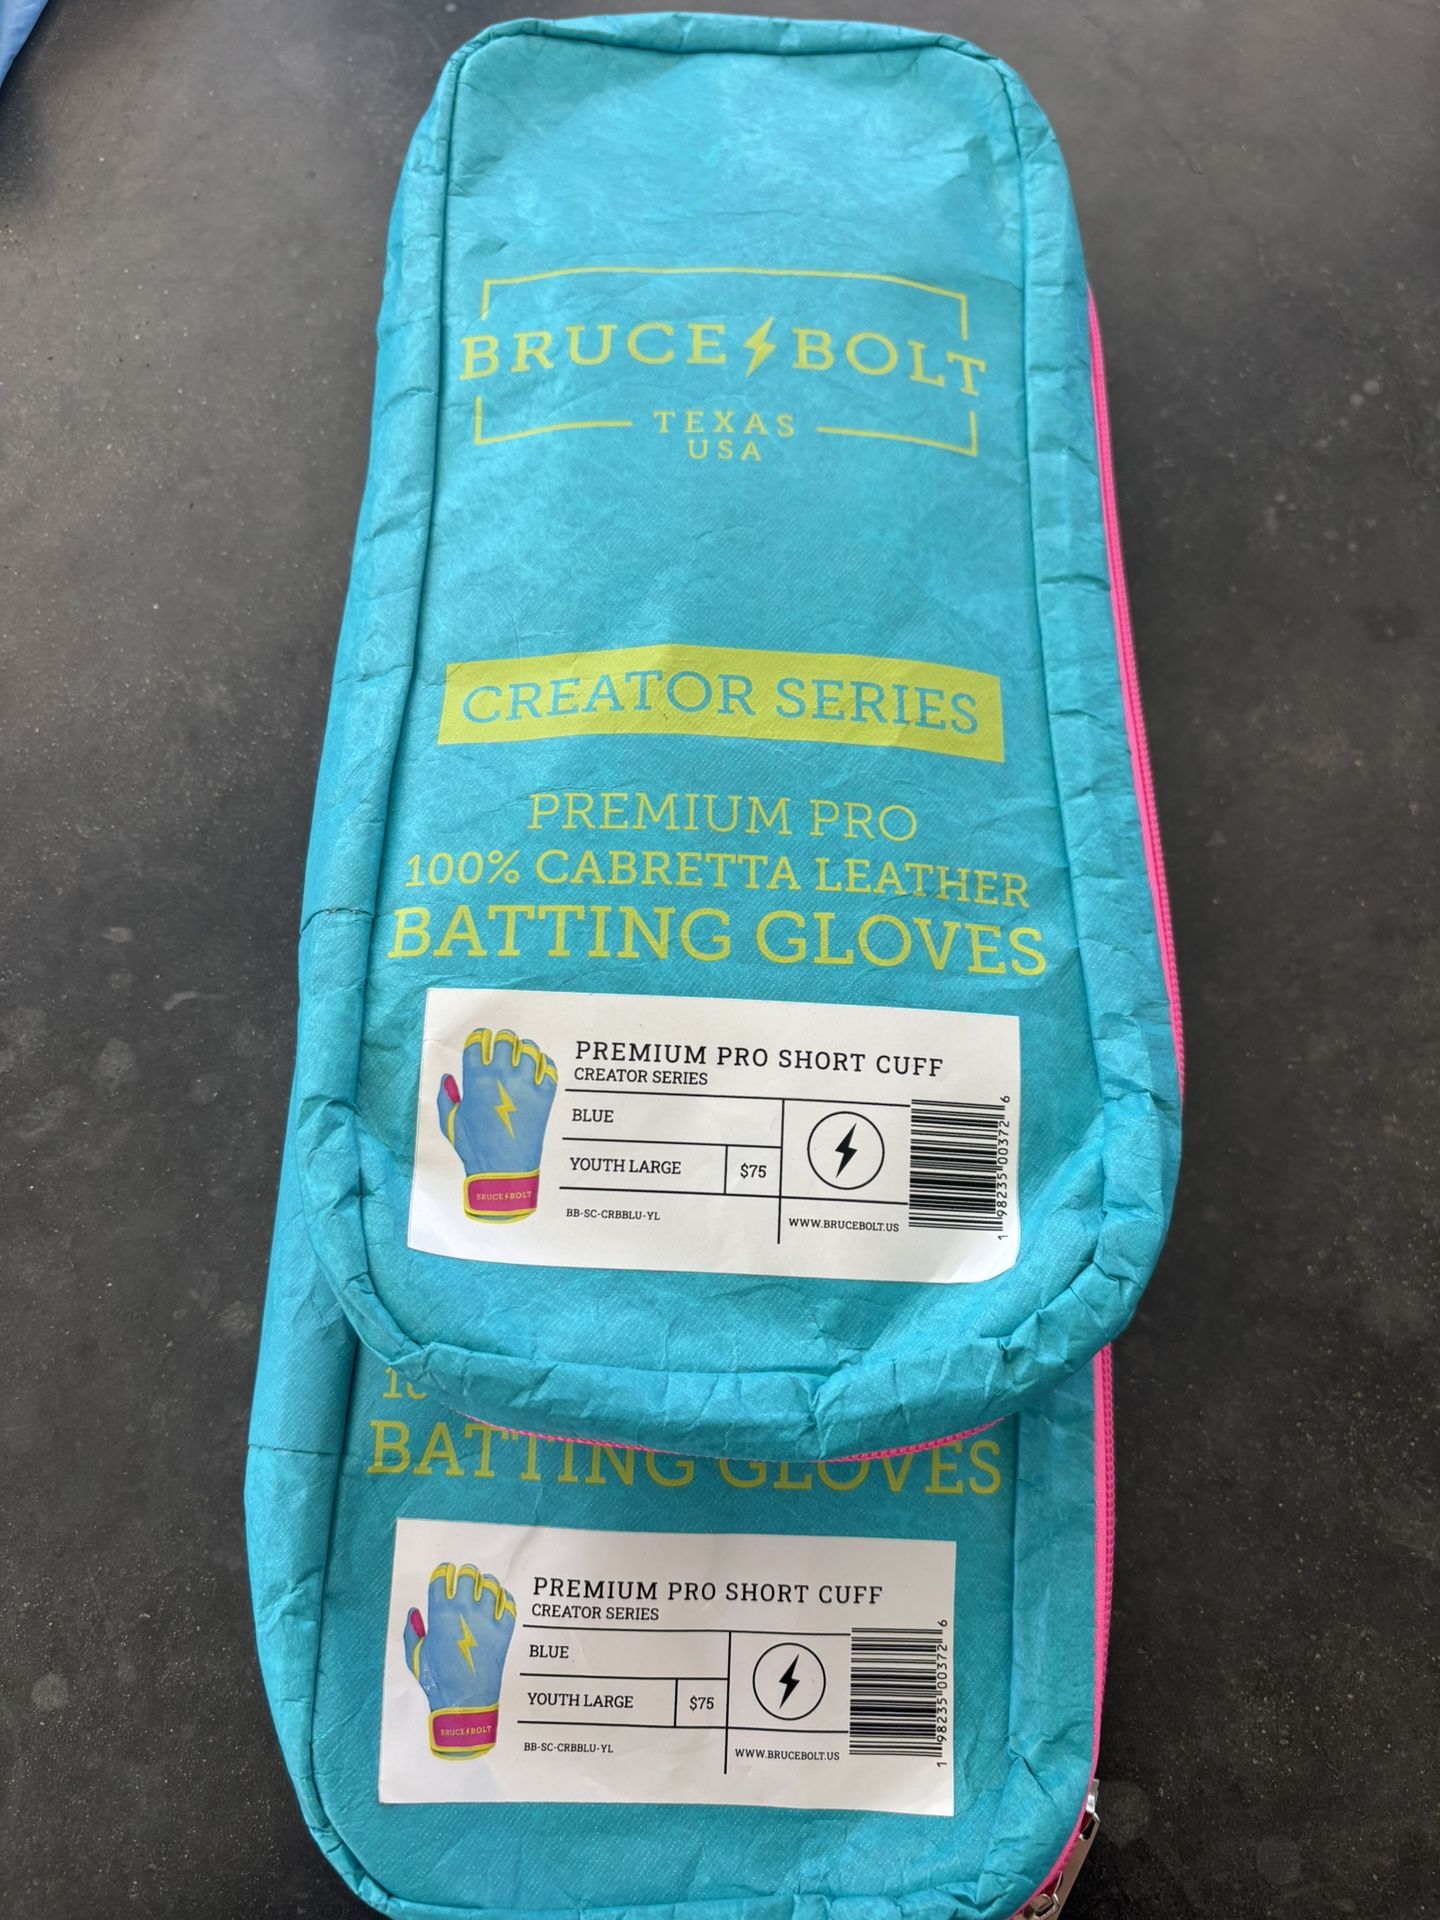 BRUCE BOLT
TEXAS
USA
CREATOR SERIES
PREMIUM PRO
100% CABRETTA LEATHER
BATTING GLOVES
PREMIUM PRO SHORT CUFF
CREATOR SERIES
BLUE
YOUTH LARGE
$75
BB-SC-CRBBLU-YL
WWW.BRUCEBOLT.US
1 98235 00372 6
BRUCE BOLT
BATTING GLOVES
PREMIUM PRO SHORT CUFF
CREATOR SERIES
BLUE
YOUTH LARGE
$75
BB-SC-CRBBLU-YL
WWW.BRUCEBOLT.US
1 98235 00372 6
BRUCE BOLT